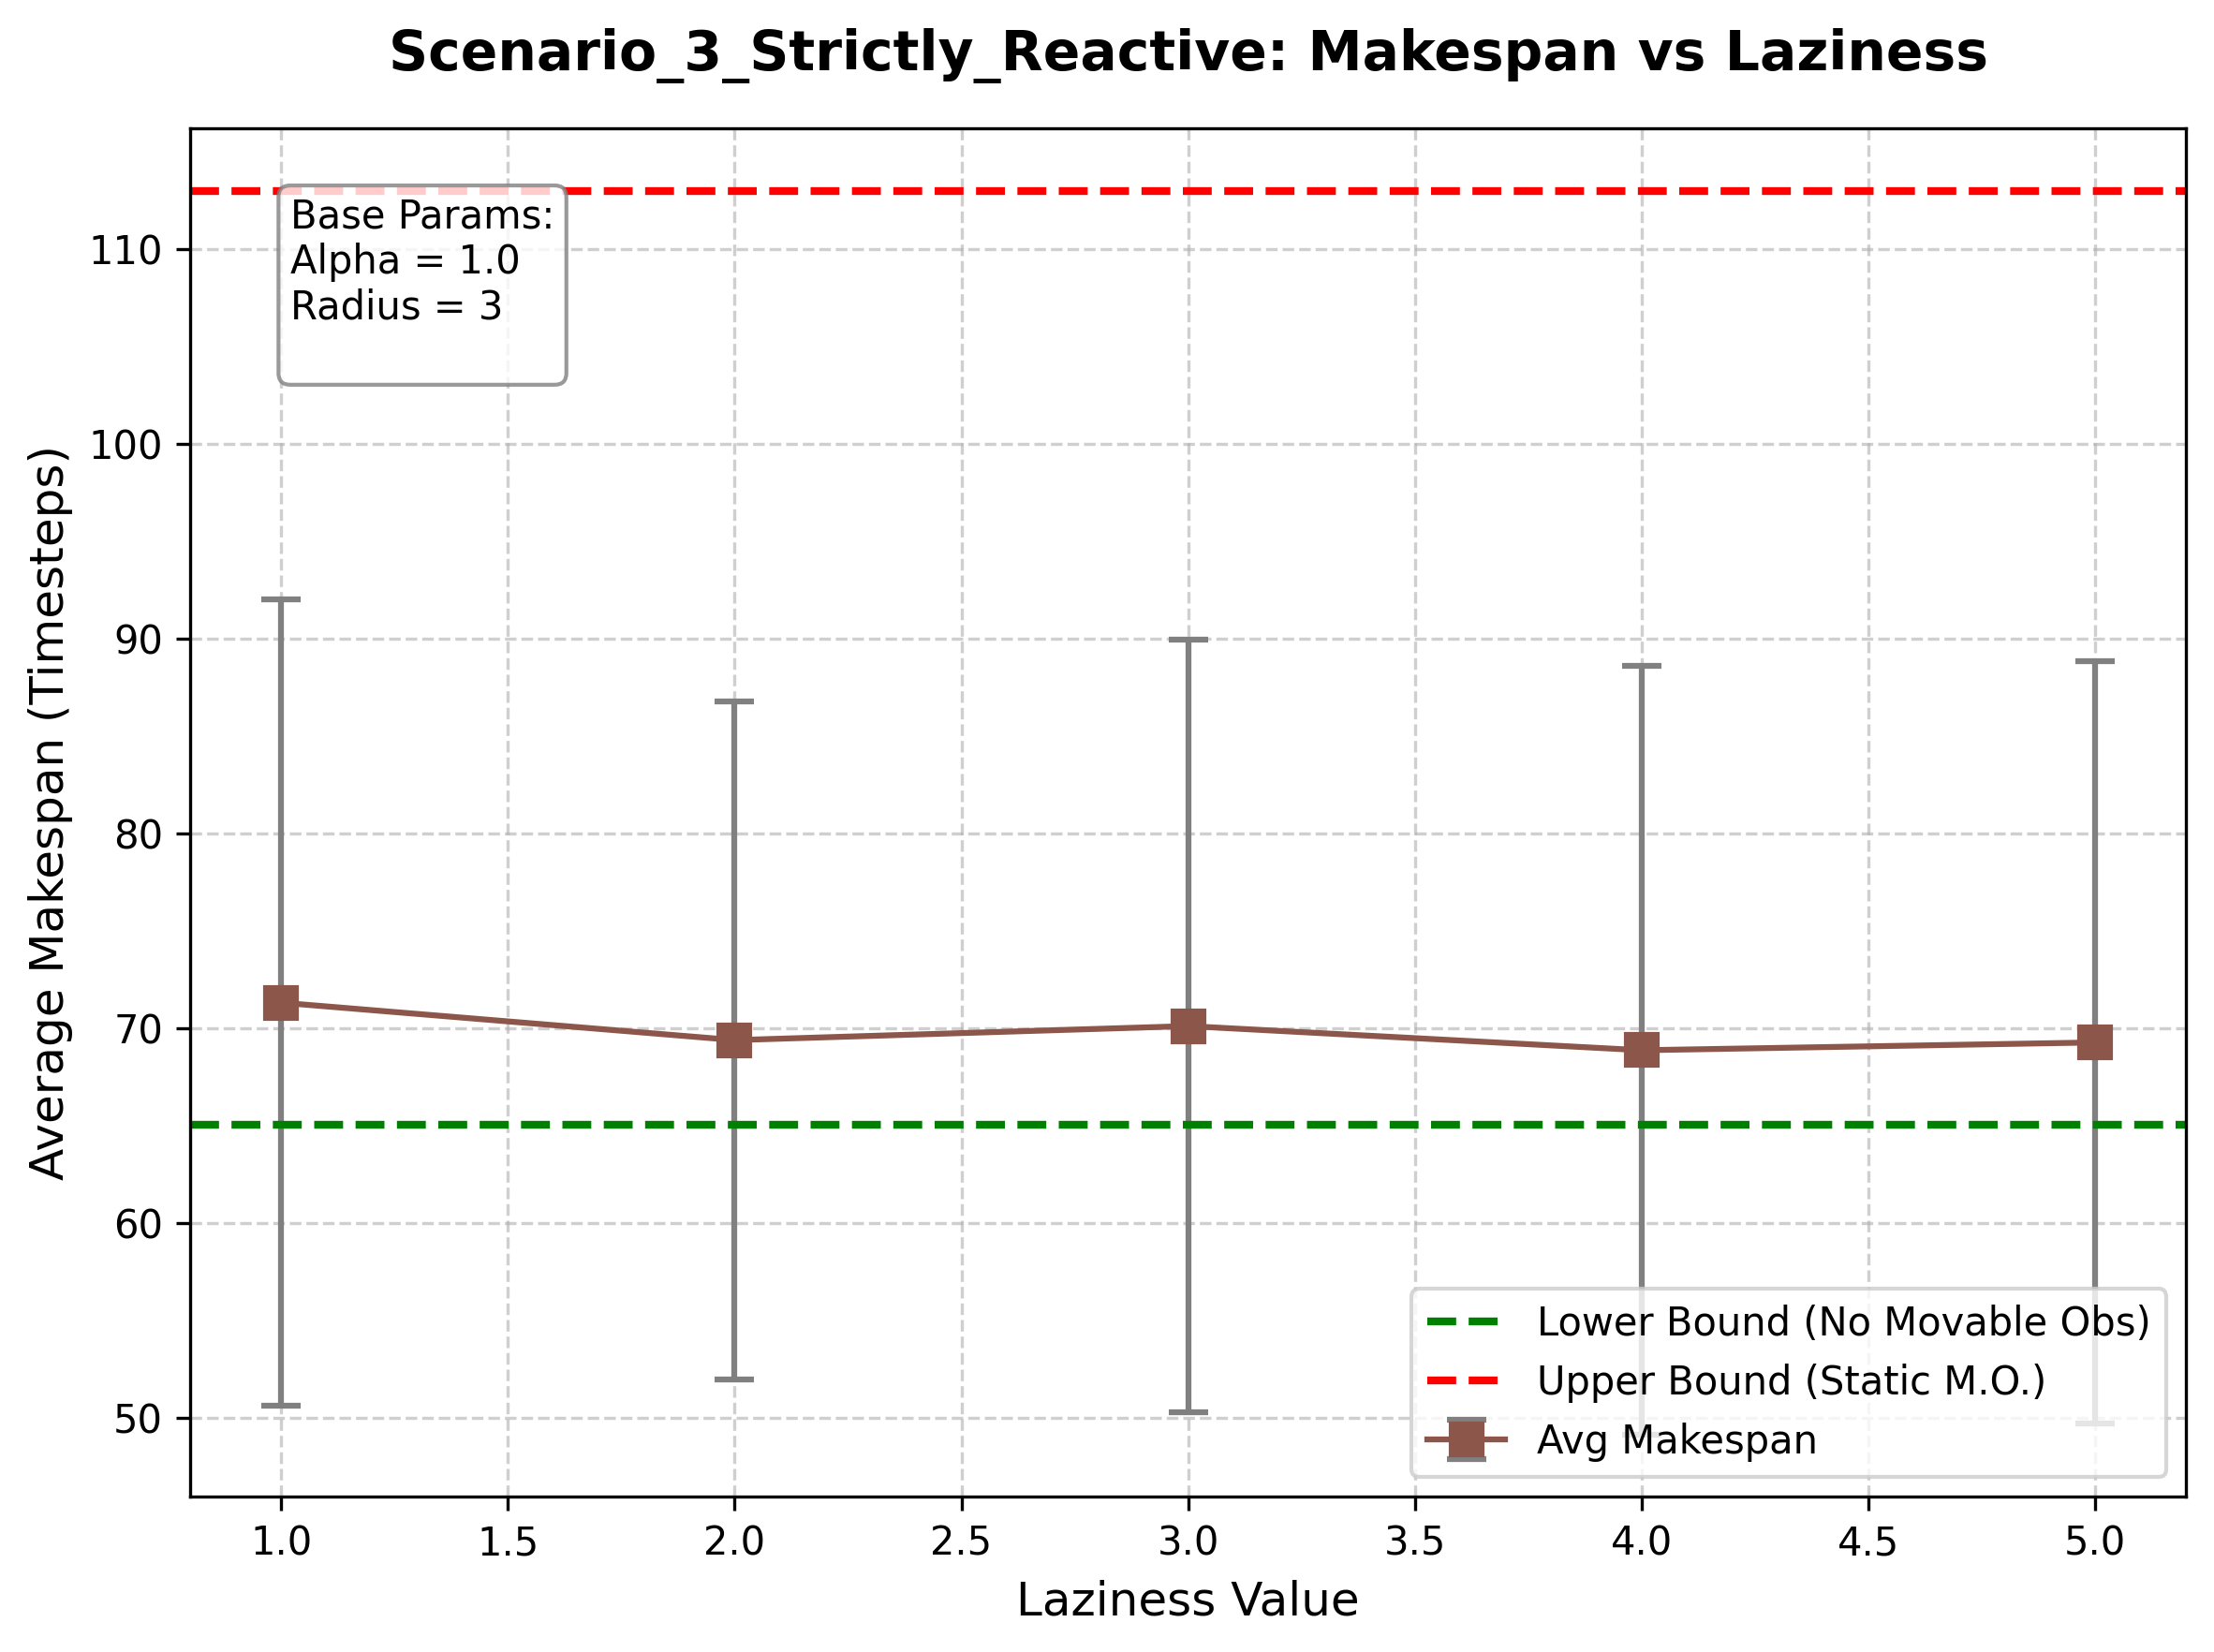 Scenario_3_Strictly_Reactive: Makespan vs Laziness
Base Params:
Alpha = 1.0
Radius = 3
Average Makespan (Timesteps)
110
100
90
80
70
60
50
Lower Bound (No Movable Obs)
Upper Bound (Static M.O.)
Avg Makespan
1.0 1.5 2.0 2.5 3.0 3.5 4.0 4.5 5.0
Laziness Value